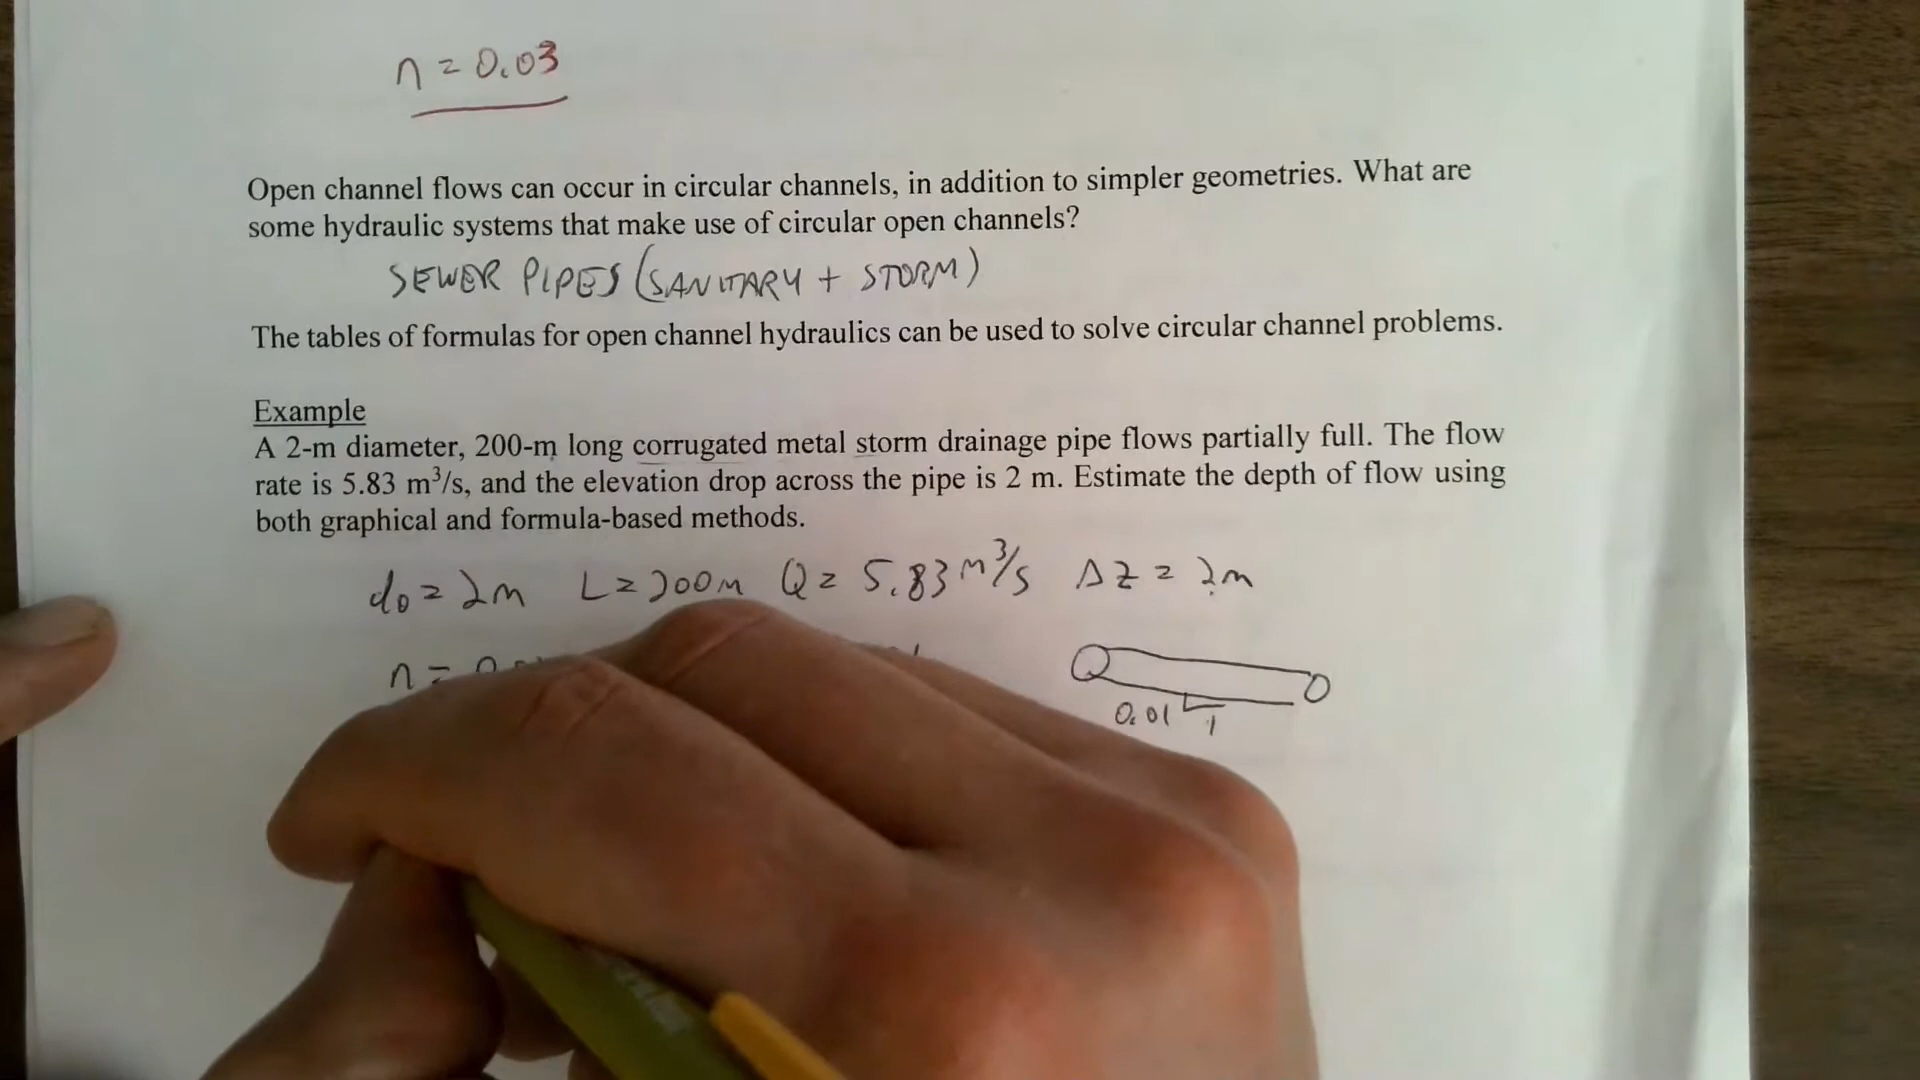 n = 0.03
Open channel flows can occur in circular channels, in addition to simpler geometries. What are
some hydraulic systems that make use of circular open channels?
SEWER PIPES (SANITARY + STORM)
The tables of formulas for open channel hydraulics can be used to solve circular channel problems.
Example
A 2-m diameter, 200-m long corrugated metal storm drainage pipe flows partially full. The flow
rate is 5.83 m³/s, and the elevation drop across the pipe is 2 m. Estimate the depth of flow using
both graphical and formula-based methods.
d₀ = 2m L = 200m Q = 5.83 m³/s Δz = 2m
n =
0.01 1